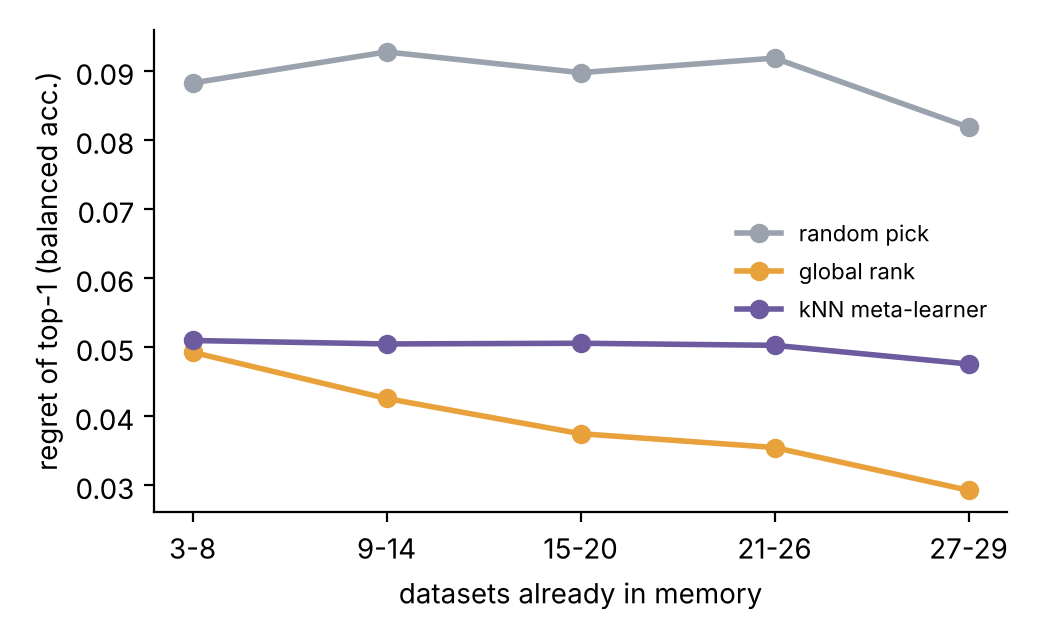 regret of top-1 (balanced acc.)
0.09
0.08
0.07
0.06
0.05
0.04
0.03
random pick
global rank
kNN meta-learner
3-8 9-14 15-20 21-26 27-29
datasets already in memory